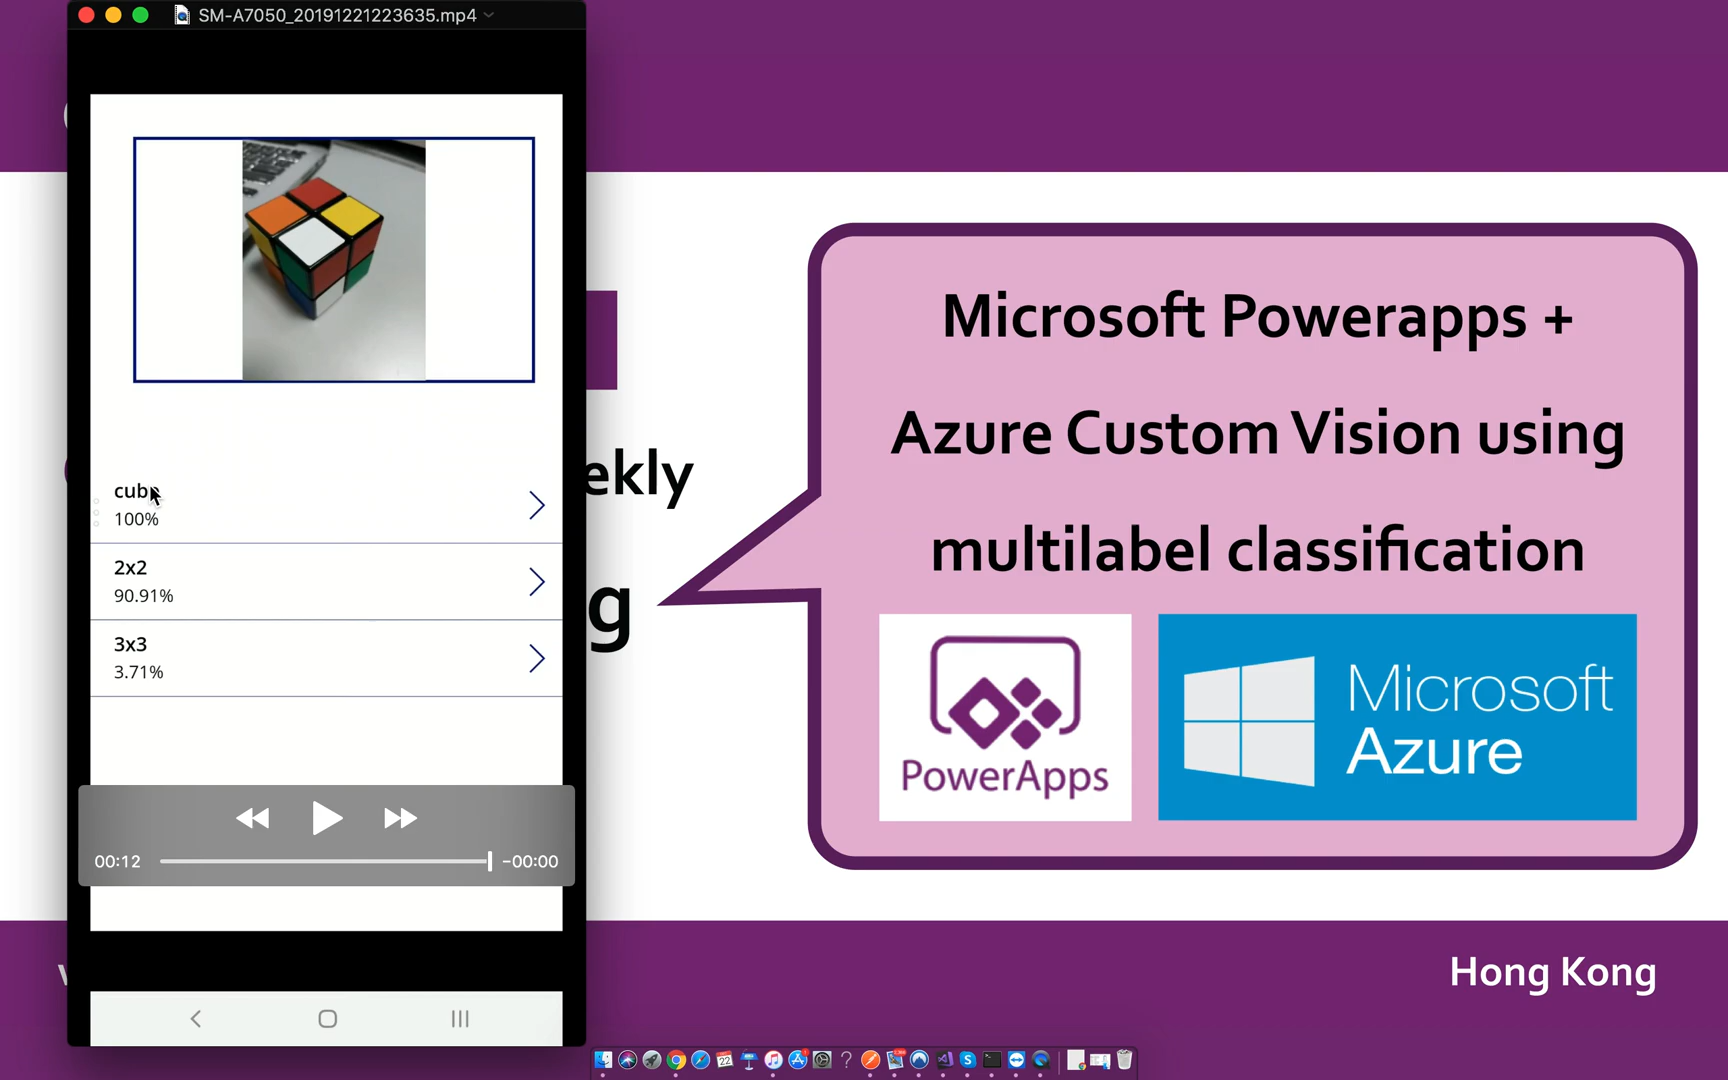 SM-A7050_20191221223635.mp4
cube
100%
2x2
90.91%
3x3
3.71%
00:12
-00:00
ekly
g
Microsoft Powerapps +
Azure Custom Vision using
multilabel classification
PowerApps
Microsoft
Azure
Hong Kong
22